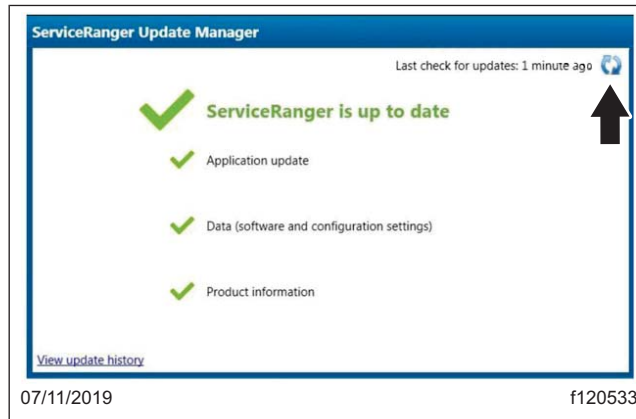 ServiceRanger Update Manager
Last check for updates: 1 minute ago
ServiceRanger is up to date
Application update
Data (software and configuration settings)
Product information
View update history
07/11/2019 f120533